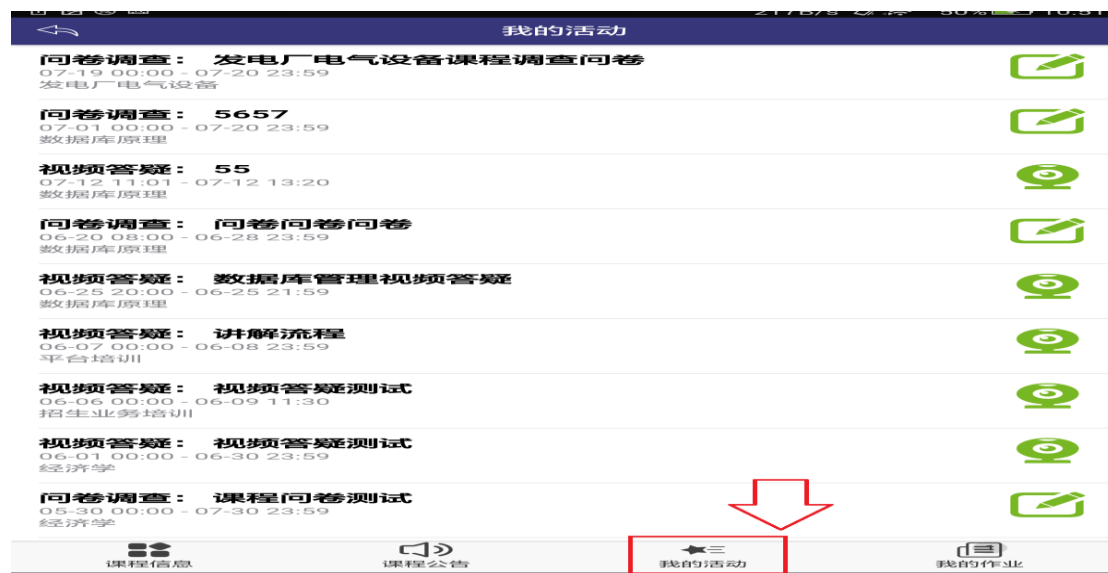 我的活动
问卷调查： 发电厂电气设备课程调查问卷
07-19 00:00 - 07-20 23:59
发电厂电气设备
问卷调查： 5657
07-01 00:00 - 07-20 23:59
数据库原理
视频答疑： 55
07-12 11:01 - 07-12 13:20
数据库原理
问卷调查： 问卷问卷问卷
06-20 08:00 - 06-28 23:59
数据库原理
视频答疑： 数据库管理视频答疑
06-25 20:00 - 06-25 21:59
数据库原理
视频答疑： 讲解流程
06-07 00:00 - 06-08 23:59
平台培训
视频答疑： 视频答疑测试
06-06 00:00 - 06-09 11:30
招生业务培训
视频答疑： 视频答疑测试
06-01 00:00 - 06-30 23:59
经济学
问卷调查： 课程问卷测试
05-30 00:00 - 07-30 23:59
经济学
课程信息 课程公告 我的活动 我的作业